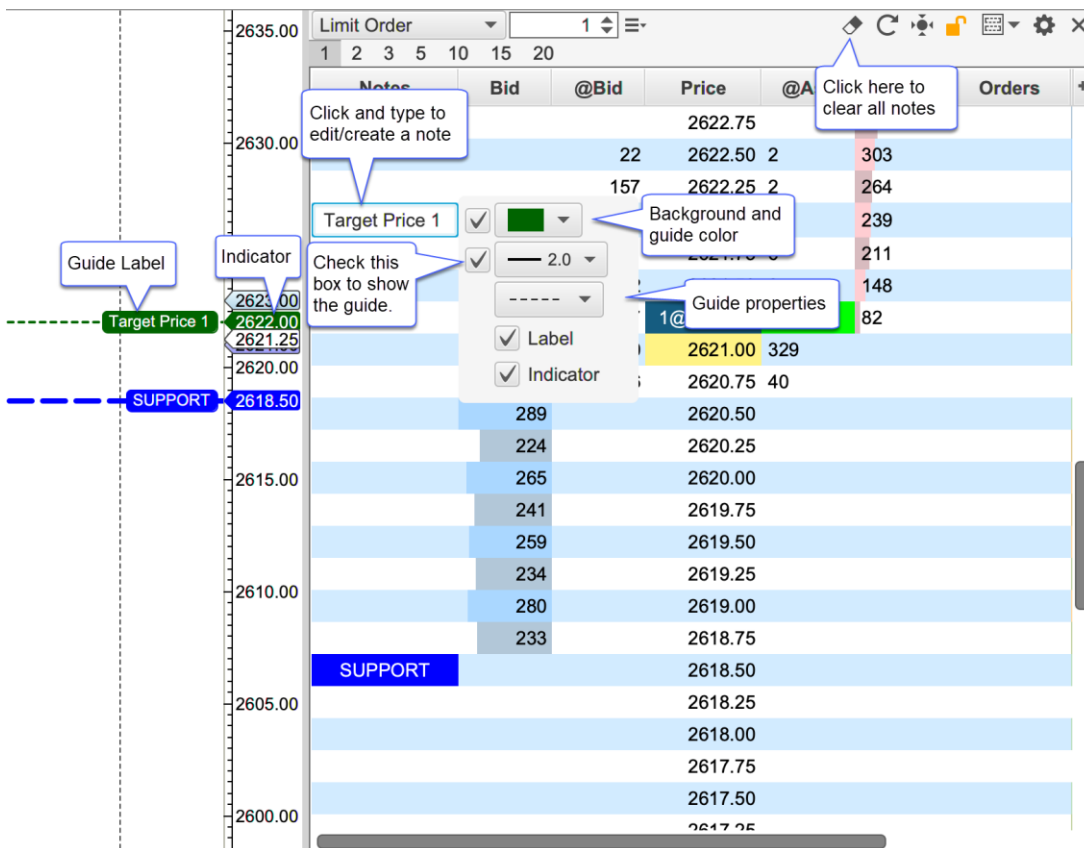 2635.00
2630.00
2623.00
2622.00
2621.25
2620.00
2618.50
2615.00
2610.00
2605.00
2600.00
Guide Label
Indicator
Target Price 1
SUPPORT
Limit Order 1
1 2 3 5 10 15 20
Notes Bid @Bid Price @A Orders
Click here to
clear all notes
Click and type to
edit/create a note
2622.75
22 2622.50 2 303
157 2622.25 2 264
Target Price 1 239
Background and
guide color
211
Check this
box to show
the guide.
2.0
148
Guide properties
1@ 82
Label
2621.00 329
Indicator
2620.75 40
289 2620.50
224 2620.25
265 2620.00
241 2619.75
259 2619.50
234 2619.25
280 2619.00
233 2618.75
SUPPORT 2618.50
2618.25
2618.00
2617.75
2617.50
2617.25